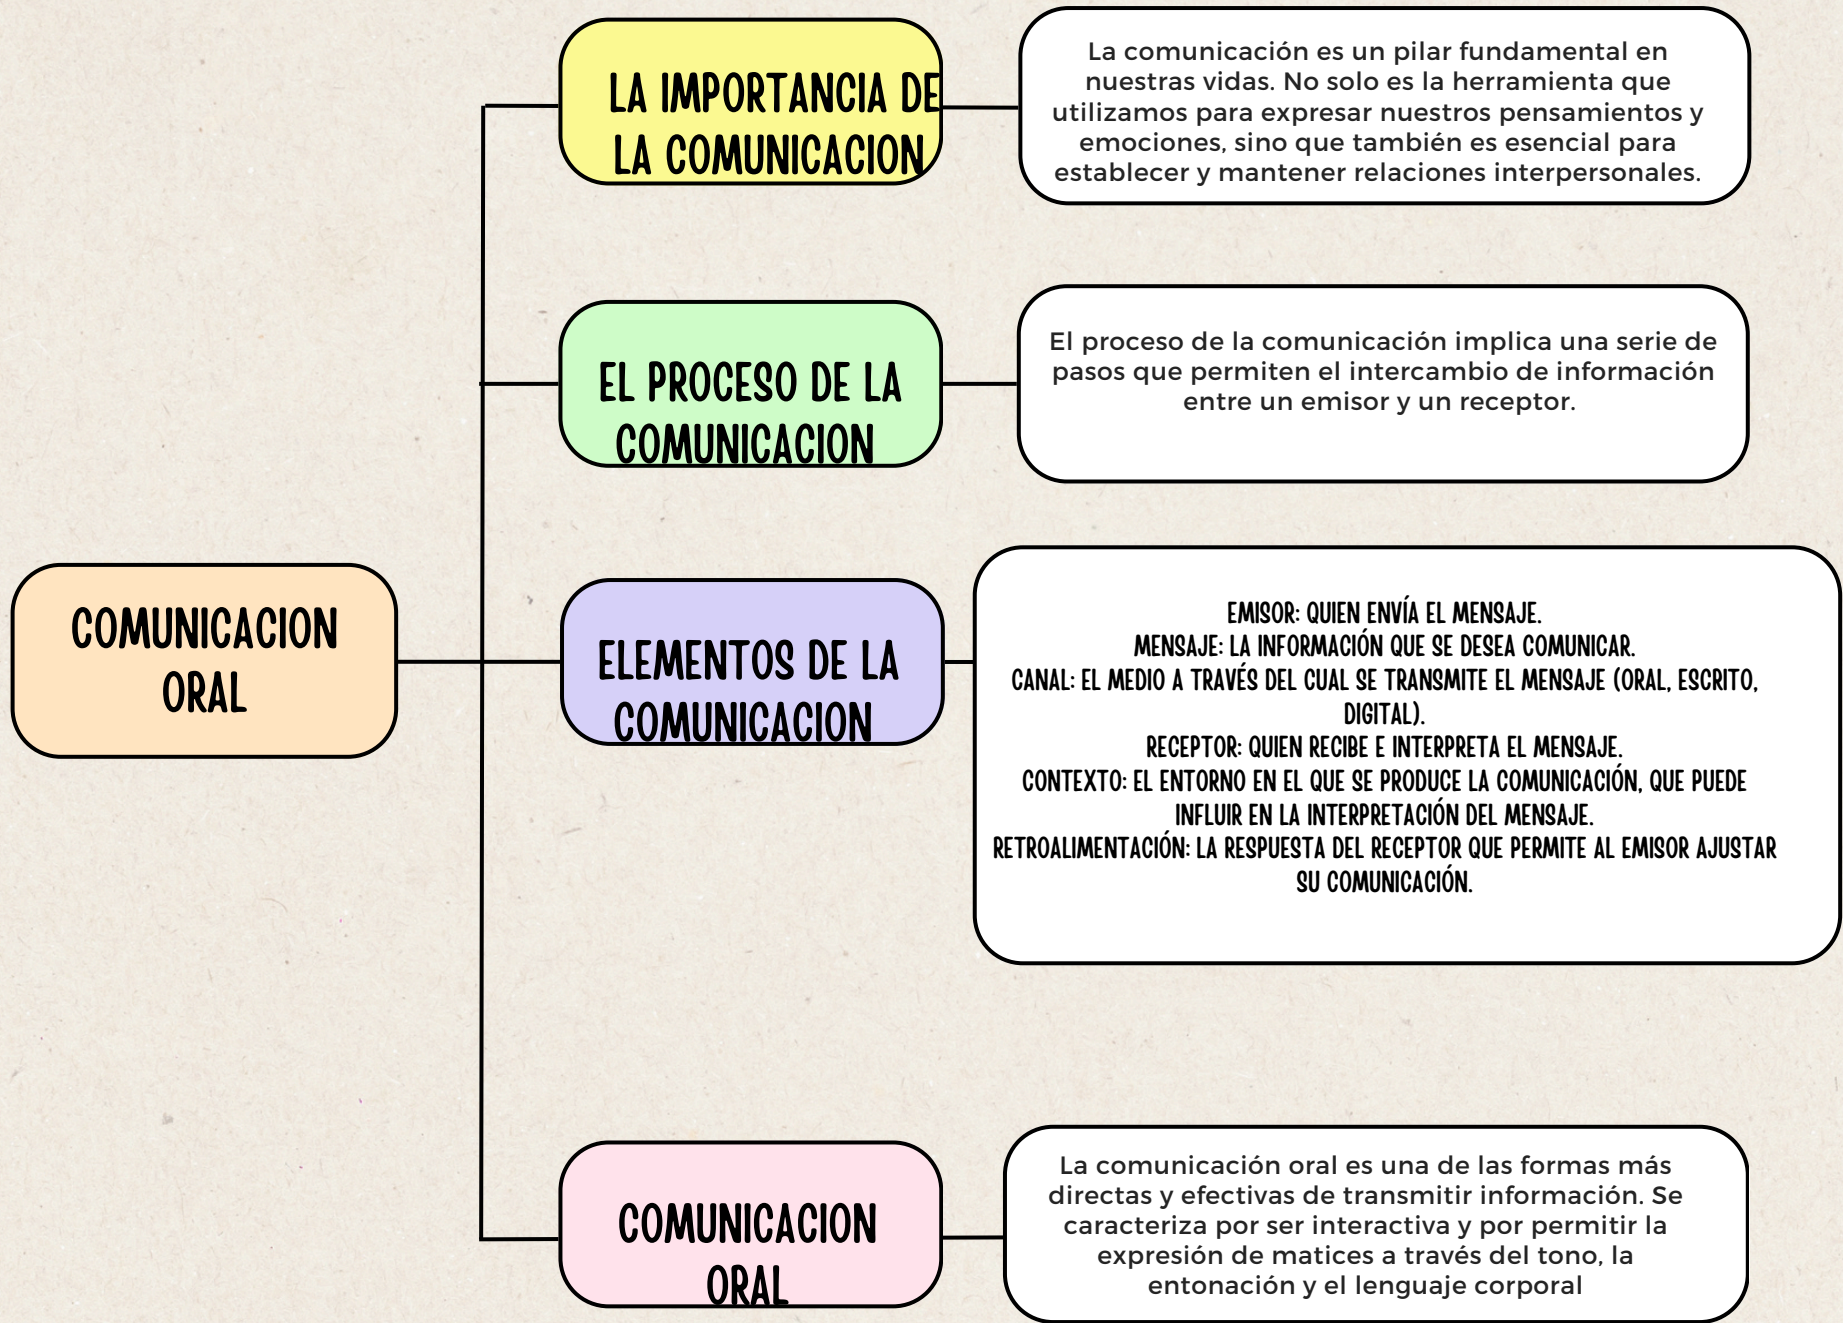 LA IMPORTANCIA DE
LA COMUNICACION
La comunicación es un pilar fundamental en
nuestras vidas. No solo es la herramienta que
utilizamos para expresar nuestros pensamientos y
emociones, sino que también es esencial para
establecer y mantener relaciones interpersonales.
EL PROCESO DE LA
COMUNICACION
El proceso de la comunicación implica una serie de
pasos que permiten el intercambio de información
entre un emisor y un receptor.
COMUNICACION
ORAL
ELEMENTOS DE LA
COMUNICACION
EMISOR: QUIEN ENVÍA EL MENSAJE.
MENSAJE: LA INFORMACIÓN QUE SE DESEA COMUNICAR.
CANAL: EL MEDIO A TRAVÉS DEL CUAL SE TRANSMITE EL MENSAJE (ORAL, ESCRITO,
DIGITAL).
RECEPTOR: QUIEN RECIBE E INTERPRETA EL MENSAJE.
CONTEXTO: EL ENTORNO EN EL QUE SE PRODUCE LA COMUNICACIÓN, QUE PUEDE
INFLUIR EN LA INTERPRETACIÓN DEL MENSAJE.
RETROALIMENTACIÓN: LA RESPUESTA DEL RECEPTOR QUE PERMITE AL EMISOR AJUSTAR
SU COMUNICACIÓN.
COMUNICACION
ORAL
La comunicación oral es una de las formas más
directas y efectivas de transmitir información. Se
caracteriza por ser interactiva y por permitir la
expresión de matices a través del tono, la
entonación y el lenguaje corporal